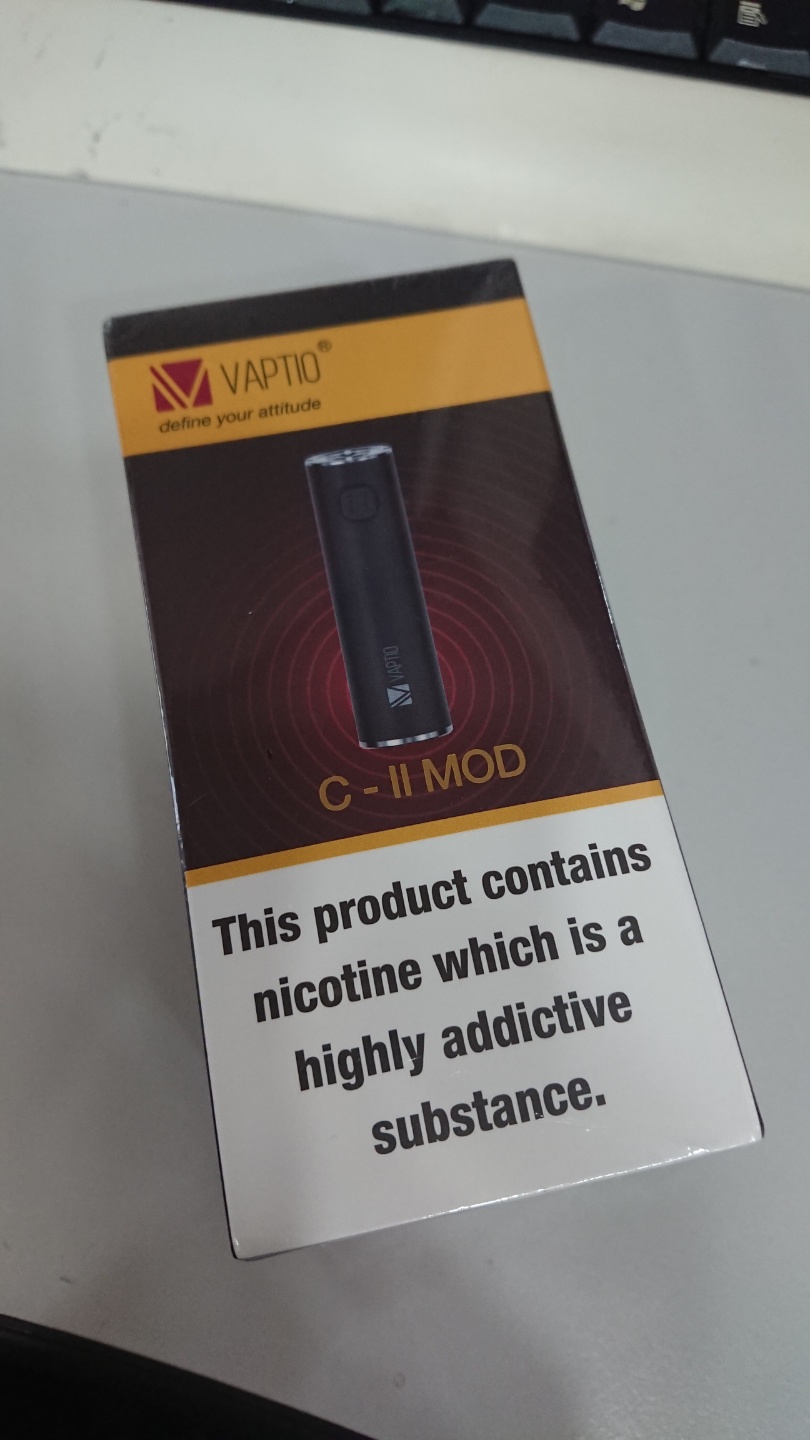 VAPTIO®
define your attitude
VAPTIO
C - II MOD
This product contains
nicotine which is a
highly addictive
substance.